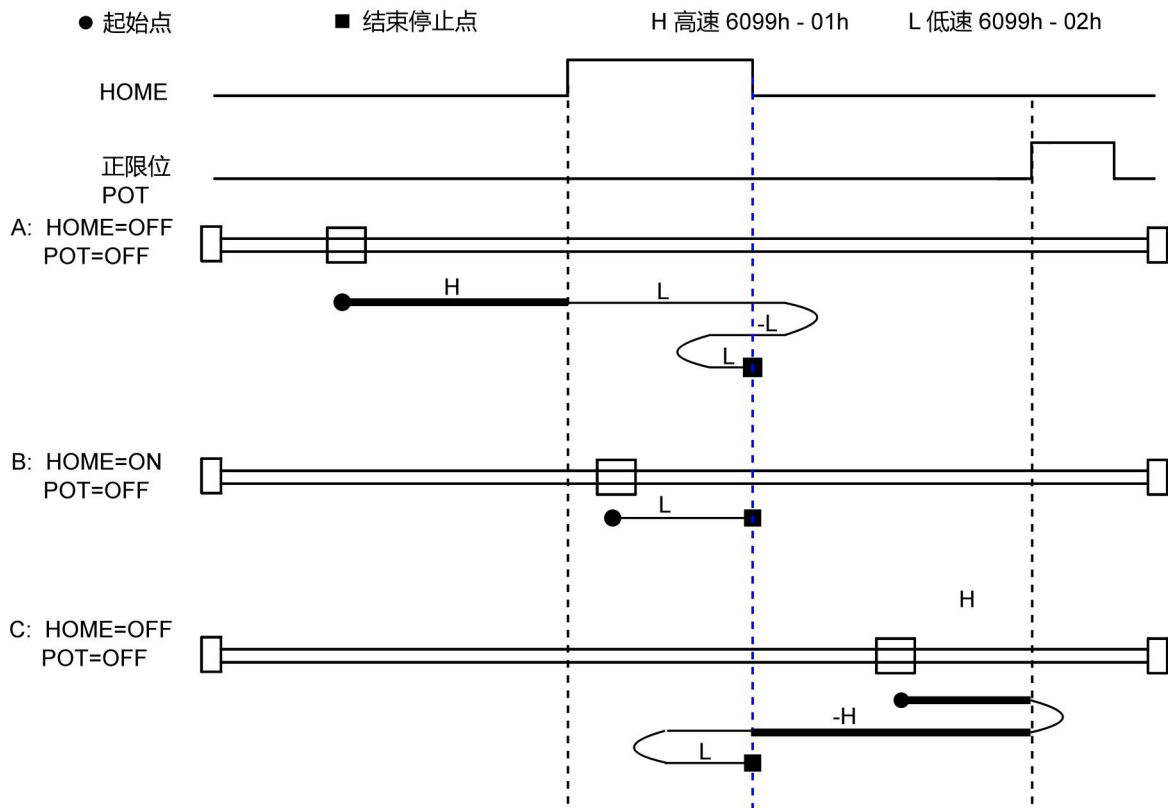 ● 起始点 ■ 结束停止点 H 高速 6099h - 01h L 低速 6099h - 02h
HOME
正限位
POT
A: HOME=OFF
POT=OFF
H L
-L
L
B: HOME=ON
POT=OFF
L
H
C: HOME=OFF
POT=OFF
-H
L